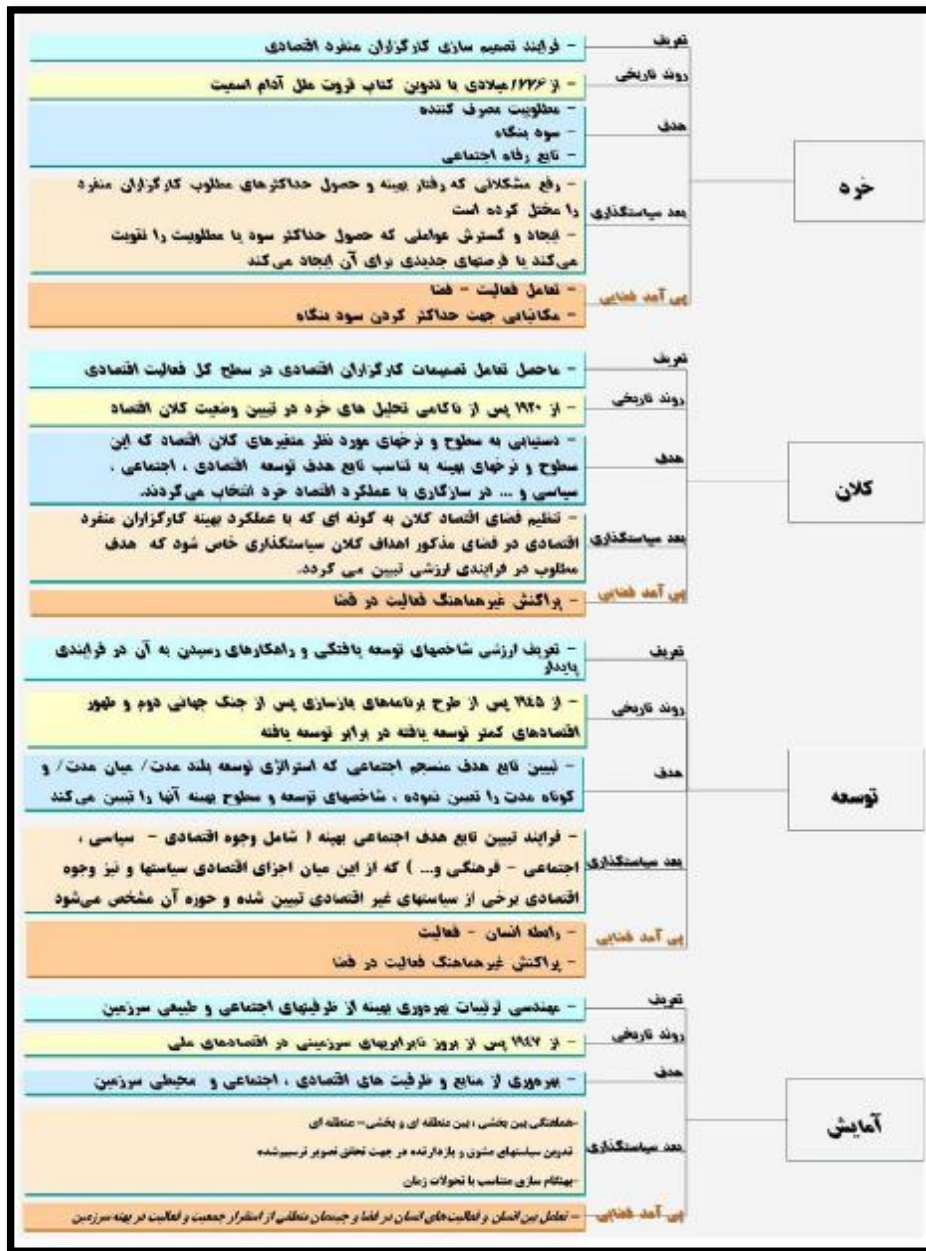 خرد
تعریف
- فرایند تصمیم سازی کارگزاران منفرد اقتصادی
روند تاریخی
- از ۱۷۷۶ میلادی با تدوین کتاب ثروت ملل آدام اسمیت
هدف
- مطلوبیت مصرف کننده
- سود بنگاه
- تابع رفاه اجتماعی
بعد سیاستگذاری
- رفع مشکلاتی که رفتار بهینه و حصول حداکثرهای مطلوب کارگزاران منفرد
را مختل کرده است
- ایجاد و گسترش عواملی که حصول حداکثر سود یا مطلوبیت را تقویت
می‌کند یا فرصتهای جدیدی برای آن ایجاد می‌کند
پی آمد فضایی
- تعامل فعالیت - فضا
- مکانیابی جهت حداکثر کردن سود بنگاه
کلان
تعریف
- ماحصل تعامل تصمیمات کارگزاران اقتصادی در سطح کل فعالیت اقتصادی
روند تاریخی
- از ۱۹۲۰ پس از ناکامی تحلیل های خرد در تبیین وضعیت کلان اقتصاد
هدف
- دستیابی به سطوح و نرخهای مورد نظر متغیرهای کلان اقتصاد که این
سطوح و نرخهای بهینه به تناسب تابع هدف توسعه اقتصادی ، اجتماعی ،
سیاسی و ... در سازگاری با عملکرد اقتصاد خرد انتخاب می‌گردند.
بعد سیاستگذاری
- تنظیم فضای اقتصاد کلان به گونه ای که با عملکرد بهینه کارگزاران منفرد
اقتصادی در فضای مذکور اهداف کلان سیاستگذاری خاص شود که هدف
مطلوب در فرایندی ارزشی تبیین می گردد.
پی آمد فضایی
- پراکنش غیرهماهنگ فعالیت در فضا
توسعه
تعریف
- تعریف ارزشی شاخصهای توسعه یافتگی و راهکارهای رسیدن به آن در فرایندی
پایدار
روند تاریخی
- از ۱۹۴۵ پس از طرح برنامه‌های بازسازی پس از جنگ جهانی دوم و ظهور
اقتصادهای کمتر توسعه یافته در برابر توسعه یافته
هدف
- تبیین تابع هدف منسجم اجتماعی که استراتژی توسعه بلند مدت/ میان مدت/ و
کوتاه مدت را تعیین نموده ، شاخصهای توسعه و سطوح بهینه آنها را تبیین می‌کند
بعد سیاستگذاری
- فرایند تبیین تابع هدف اجتماعی بهینه ( شامل وجوه اقتصادی - سیاسی ،
اجتماعی - فرهنگی و... ) که از این میان اجزای اقتصادی سیاستها و نیز وجوه
اقتصادی برخی از سیاستهای غیر اقتصادی تبیین شده و حوزه آن مشخص می‌شود
پی آمد فضایی
- رابطه انسان - فعالیت
- پراکنش غیرهماهنگ فعالیت در فضا
آمایش
تعریف
- مهندسی ترتیبات بهره‌وری بهینه از ظرفیتهای اجتماعی و طبیعی سرزمین
روند تاریخی
- از ۱۹۴۷ پس از بروز نابرابریهای سرزمینی در اقتصادهای ملی
هدف
- بهره‌وری از منابع و ظرفیت های اقتصادی ، اجتماعی و محیطی سرزمین
بعد سیاستگذاری
-هماهنگی بین بخشی ، بین منطقه ای و بخشی- منطقه ای
تدوین سیاستهای مشوق و بازدارنده در جهت تحقق تصویر ترسیم‌شده
-بهنگام سازی متناسب با تحولات زمان
پی آمد فضایی
- تعامل بین انسان و فعالیت‌های انسان در فضا و چیدمان منطقی از استقرار جمعیت و فعالیت در پهنه سرزمین